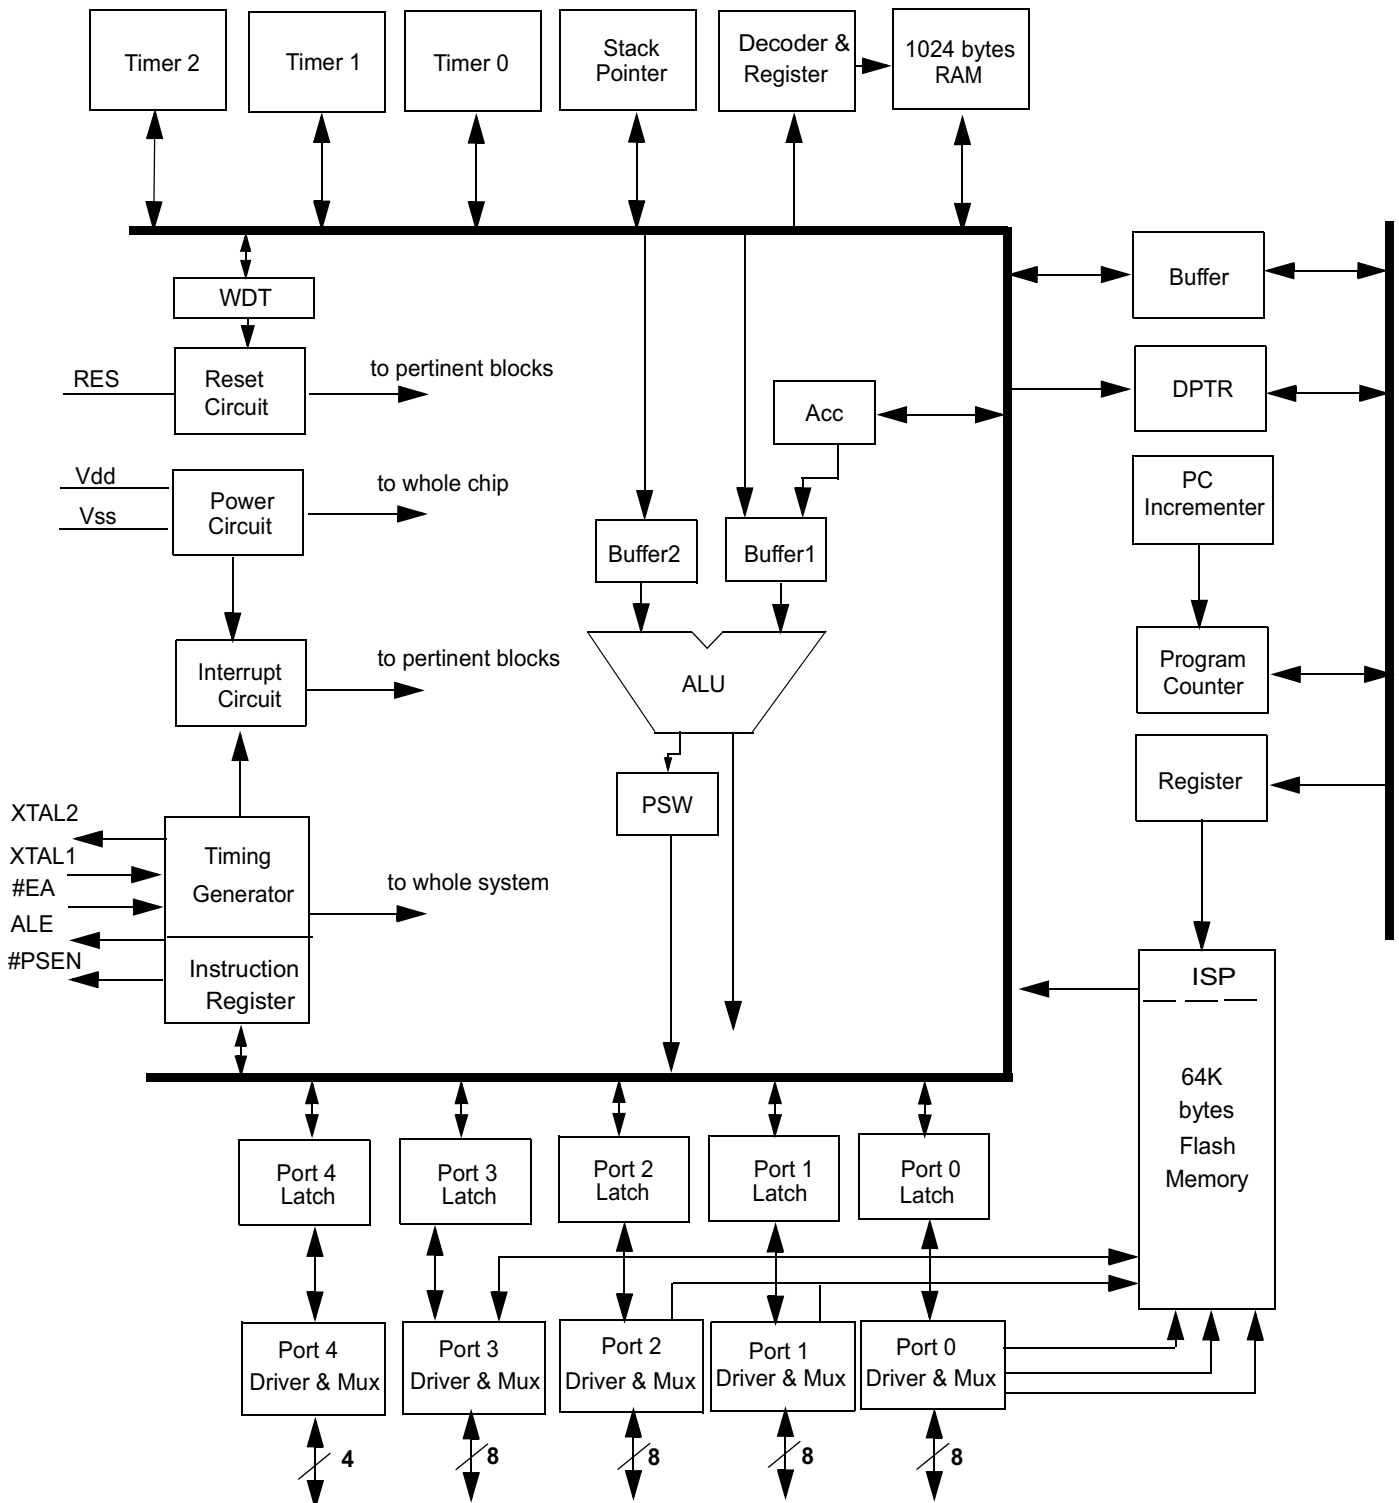 Timer 2
Timer 1
Timer 0
Stack
Pointer
Decoder &
Register
1024 bytes
RAM
WDT
Buffer
RES
Reset
Circuit
to pertinent blocks
Acc
DPTR
Vdd
Vss
Power
Circuit
to whole chip
PC
Incrementer
Buffer2
Buffer1
Interrupt
Circuit
to pertinent blocks
ALU
Program
Counter
PSW
Register
XTAL2
XTAL1
#EA
ALE
#PSEN
Timing
Generator
to whole system
Instruction
Register
ISP
64K
bytes
Flash
Memory
Port 4
Latch
Port 3
Latch
Port 2
Latch
Port 1
Latch
Port 0
Latch
Port 4
Driver & Mux
Port 3
Driver & Mux
Port 2
Driver & Mux
Port 1
Driver & Mux
Port 0
Driver & Mux
4
8
8
8
8